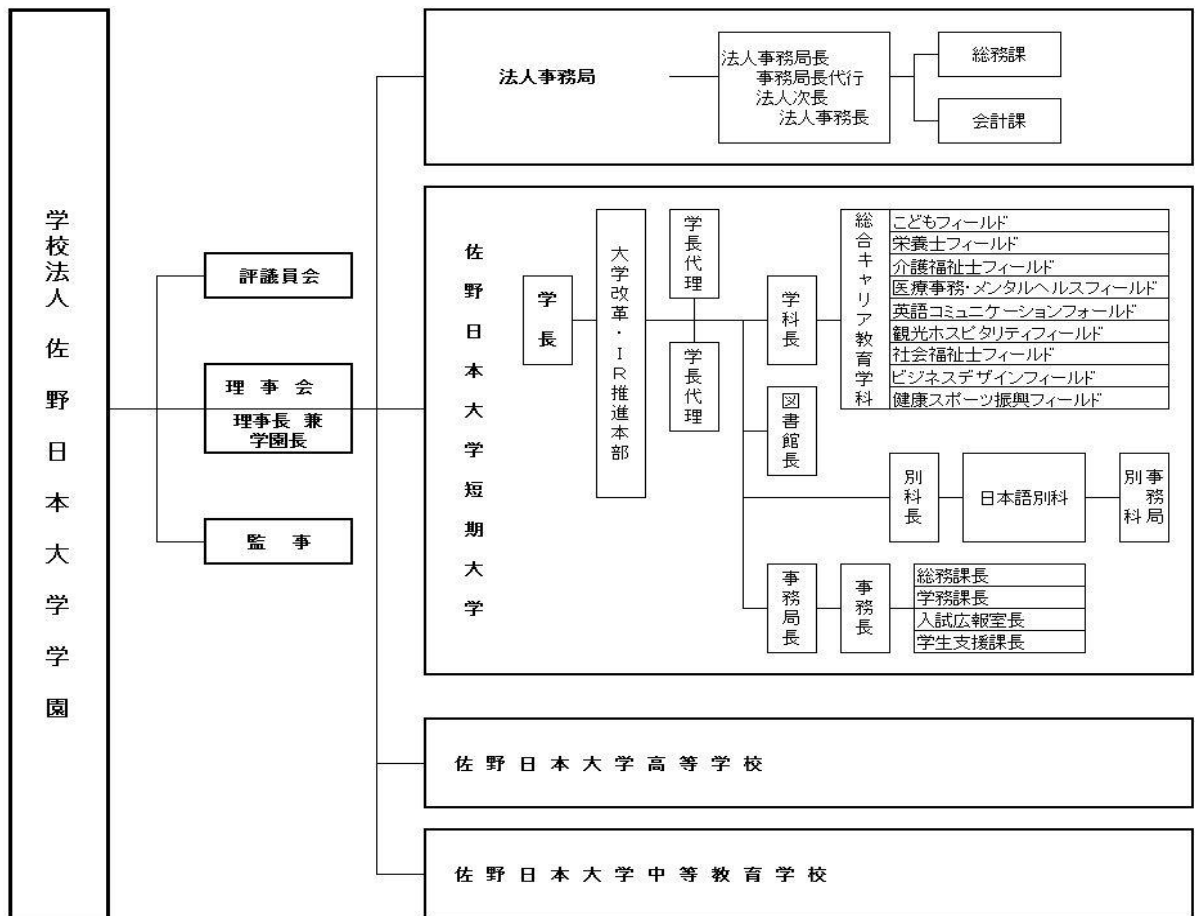 学校法人 佐野日本大学学園
評議員会
理事会
理事長 兼
学園長
監事
法人事務局
法人事務局長
事務局長代行
法人次長
法人事務長
総務課
会計課
佐野日本大学短期大学
学長
大学改革・IR推進本部
学長代理
学長代理
学科長
総合キャリア教育学科
こどもフィールド
栄養士フィールド
介護福祉士フィールド
医療事務・メンタルヘルスフィールド
英語コミュニケーションフォールド
観光ホスピタリティフィールド
社会福祉士フィールド
ビジネスデザインフィールド
健康スポーツ振興フィールド
図書館長
別科長
日本語別科
別科
事務局
事務局長
事務長
総務課長
学務課長
入試広報室長
学生支援課長
佐野日本大学高等学校
佐野日本大学中等教育学校